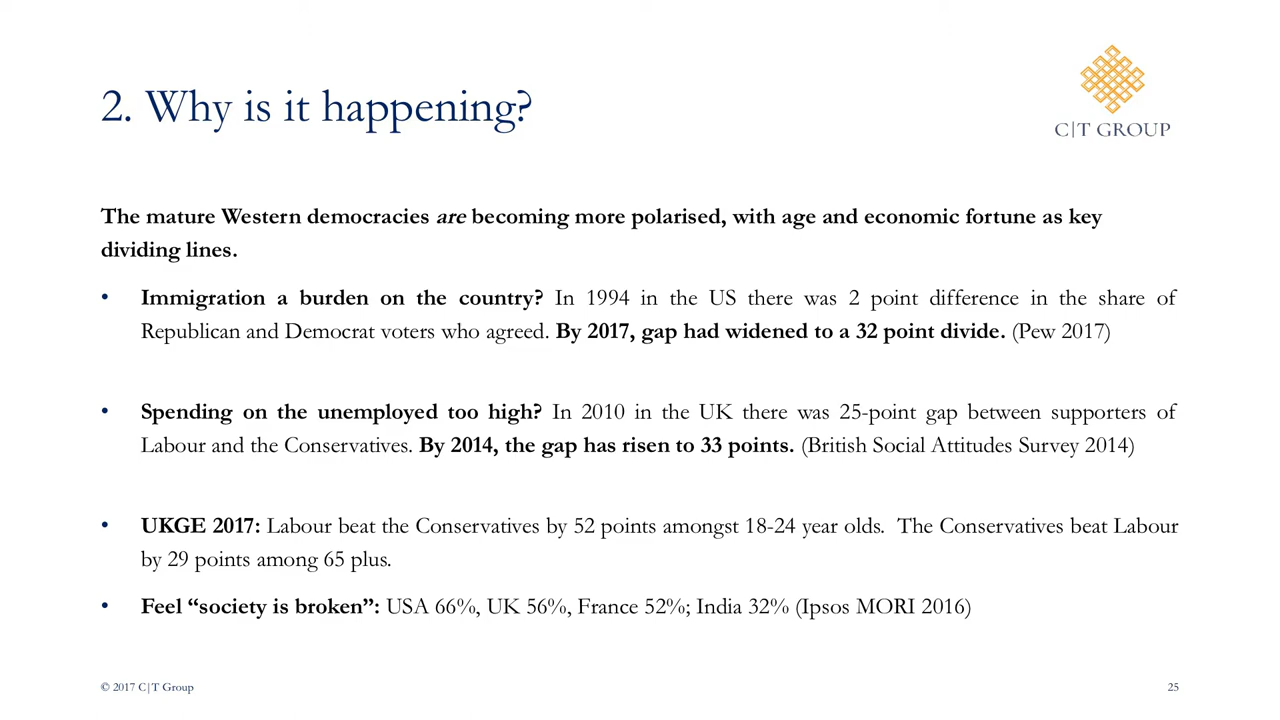 2. Why is it happening?
C|T GROUP
The mature Western democracies are becoming more polarised, with age and economic fortune as key
dividing lines.
• Immigration a burden on the country? In 1994 in the US there was 2 point difference in the share of
Republican and Democrat voters who agreed. By 2017, gap had widened to a 32 point divide. (Pew 2017)
• Spending on the unemployed too high? In 2010 in the UK there was 25-point gap between supporters of
Labour and the Conservatives. By 2014, the gap has risen to 33 points. (British Social Attitudes Survey 2014)
• UKGE 2017: Labour beat the Conservatives by 52 points amongst 18-24 year olds. The Conservatives beat Labour
by 29 points among 65 plus.
• Feel “society is broken”: USA 66%, UK 56%, France 52%; India 32% (Ipsos MORI 2016)
© 2017 C|T Group
25